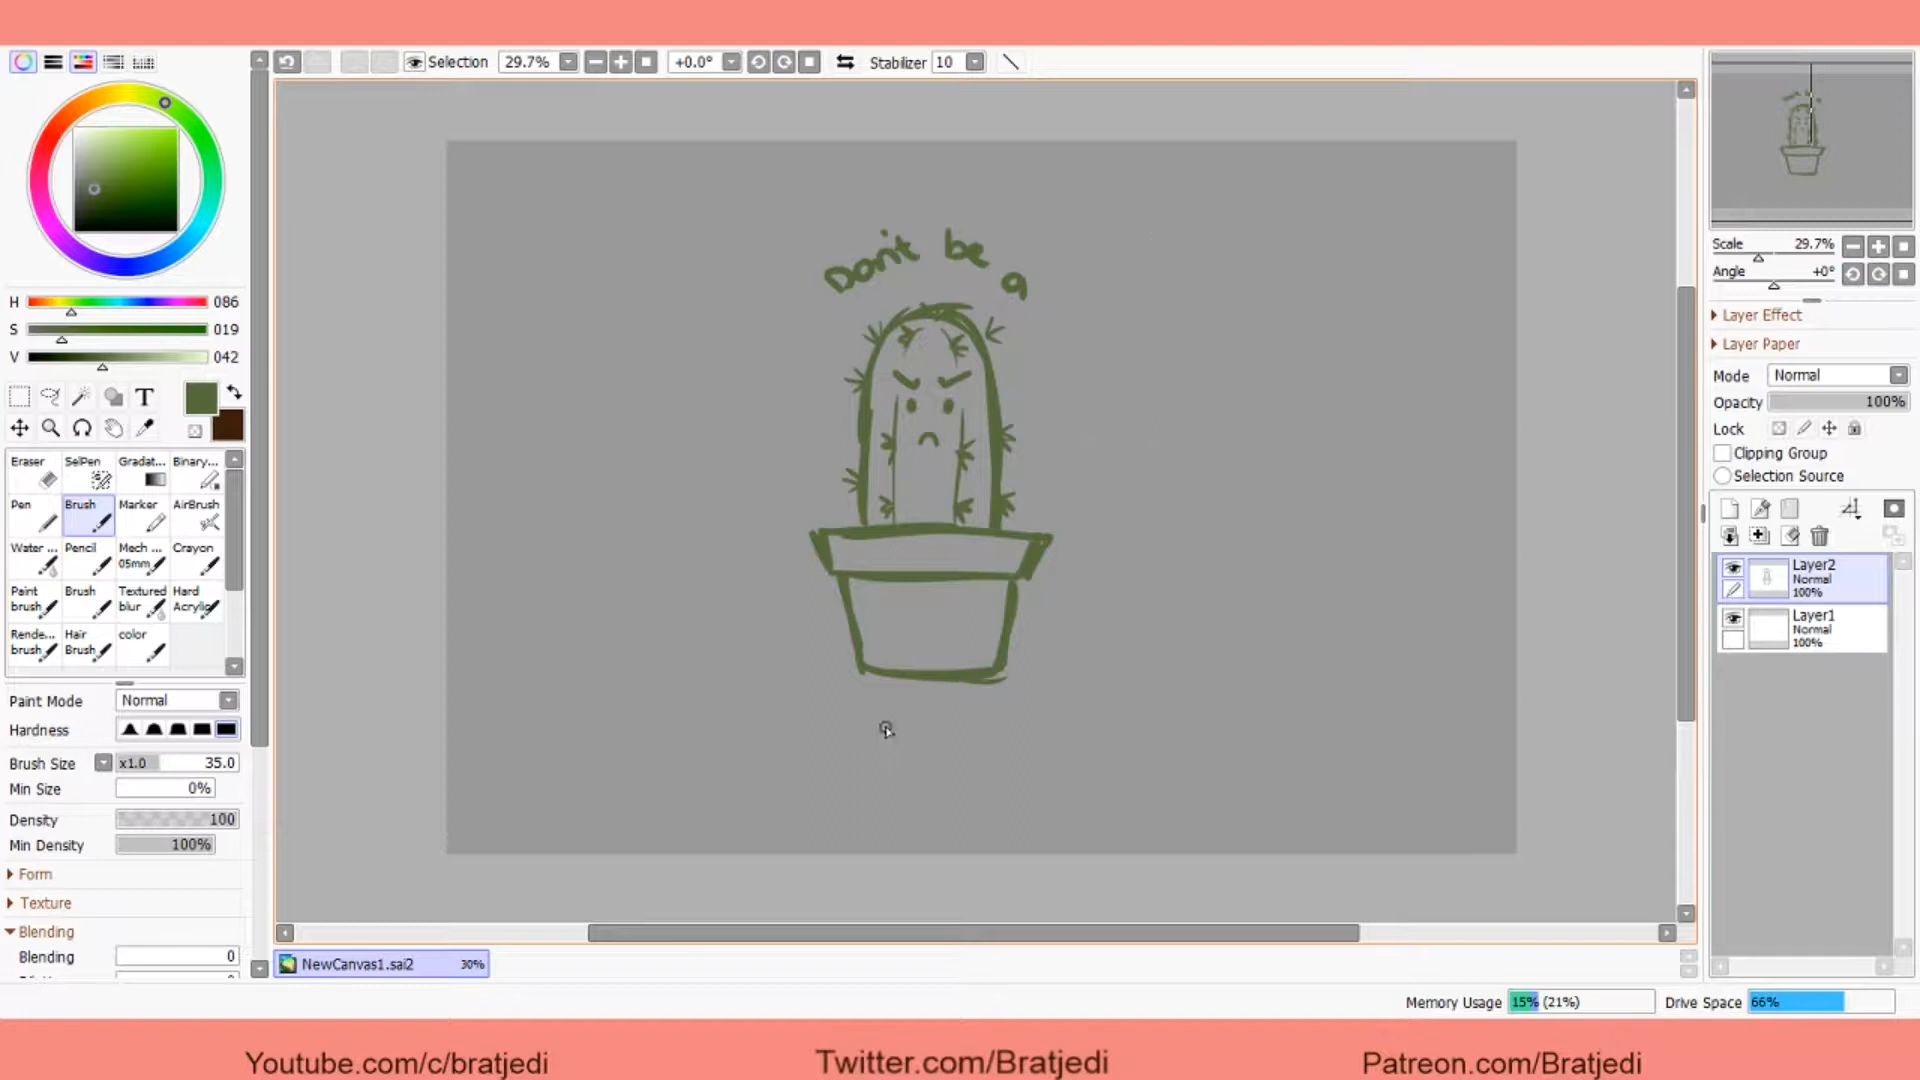 Selection 29.7% +0.0° Stabilizer 10
Don't be a
H 086
S 019
V 042
T
Eraser SelPen Gradat... Binary...
Pen Brush Marker AirBrush
Water ... Pencil Mech ... 05mm Crayon
Paint brush Brush Textured blur Hard Acrylic
Rende... brush Hair Brush color
Paint Mode Normal
Hardness
Brush Size x1.0 35.0
Min Size 0%
Density 100
Min Density 100%
Form
Texture
Blending
Blending 0
NewCanvas1.sai2 30%
Scale 29.7%
Angle +0°
Layer Effect
Layer Paper
Mode Normal
Opacity 100%
Lock
Clipping Group
Selection Source
Layer2
Normal
100%
Layer1
Normal
100%
Memory Usage 15% (21%) Drive Space 66%
Youtube.com/c/bratjedi Twitter.com/Bratjedi Patreon.com/Bratjedi